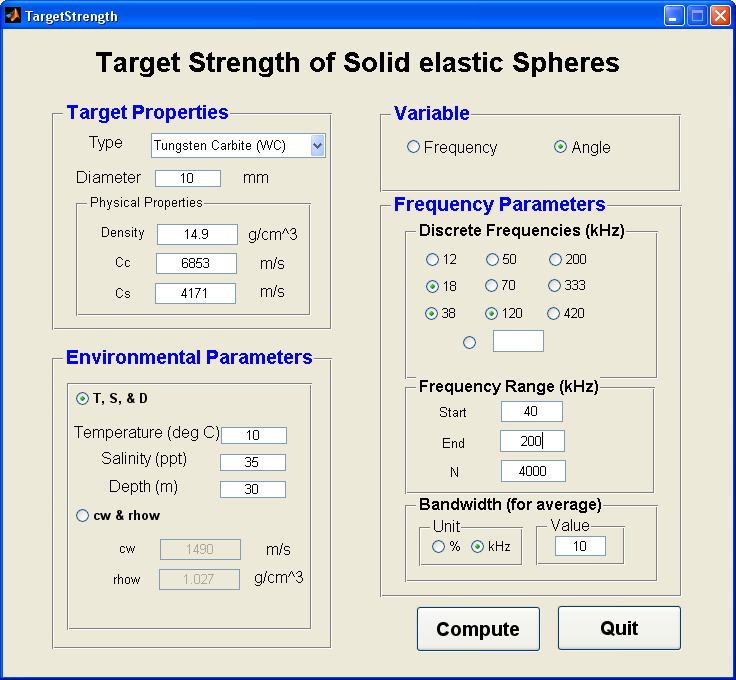 TargetStrength
Target Strength of Solid elastic Spheres
Target Properties
Type Tungsten Carbite (WC)
Diameter 10 mm
Physical Properties
Density 14.9 g/cm^3
Cc 6853 m/s
Cs 4171 m/s
Environmental Parameters
T, S, & D
Temperature (deg C) 10
Salinity (ppt) 35
Depth (m) 30
cw & rhow
cw 1490 m/s
rhow 1.027 g/cm^3
Variable
Frequency Angle
Frequency Parameters
Discrete Frequencies (kHz)
12 50 200
18 70 333
38 120 420
Frequency Range (kHz)
Start 40
End 200
N 4000
Bandwidth (for average)
Unit Value
% kHz 10
Compute Quit